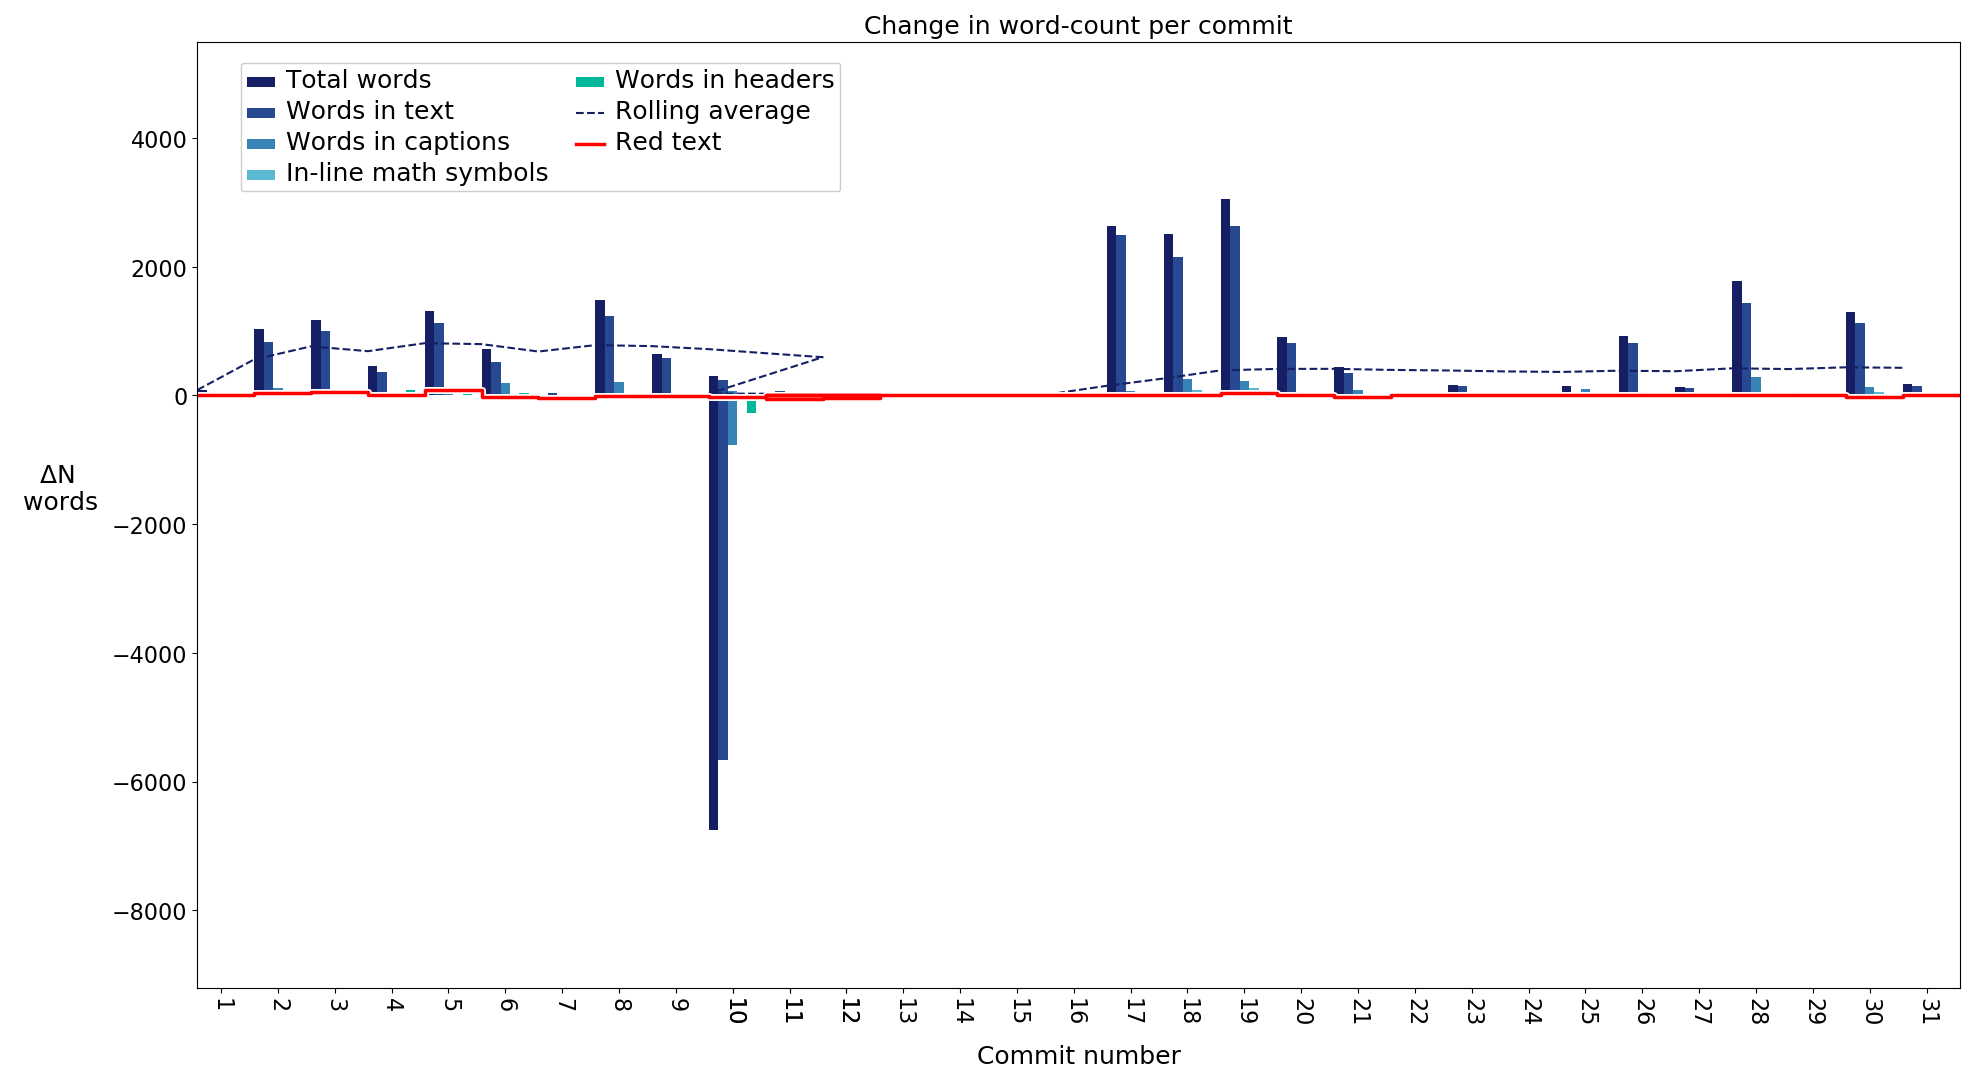 Change in word-count per commit
Total words
Words in text
Words in captions
In-line math symbols
Words in headers
Rolling average
Red text
4000
2000
0
−2000
−4000
−6000
−8000
ΔN
words
1 2 3 4 5 6 7 8 9 10 11 12 13 14 15 16 17 18 19 20 21 22 23 24 25 26 27 28 29 30 31
Commit number